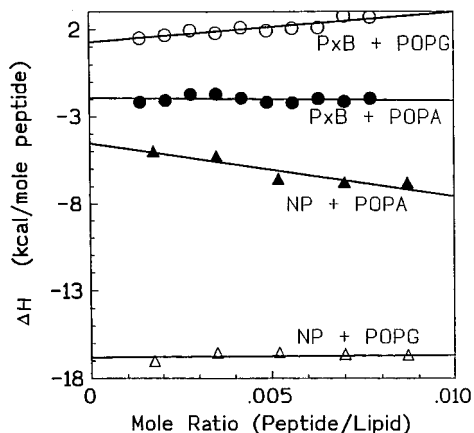 2
PxB + POPG
-3
PxB + POPA
-8
NP + POPA
-13
NP + POPG
-18
0
.005
.010
ΔH (kcal/mole peptide)
Mole Ratio (Peptide/Lipid)